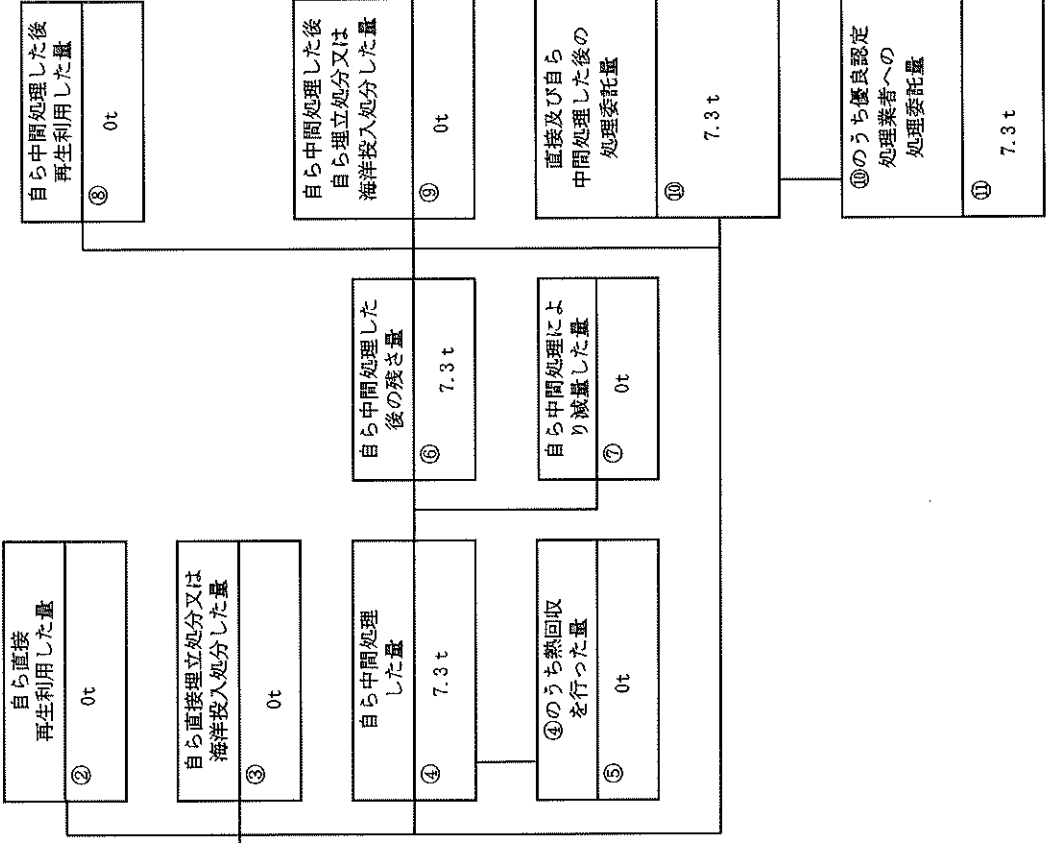 自ら直接
再生利用した量
②
0t
自ら直接埋立処分又は
海洋投入処分した量
③
0t
自ら中間処理
した量
④
7.3 t
④のうち熱回収
を行った量
⑤
0t
自ら中間処理した
後の残さ量
⑥
7.3 t
自ら中間処理によ
り減量した量
⑦
0t
自ら中間処理した後
再生利用した量
⑧
0t
自ら中間処理した後
自ら埋立処分又は
海洋投入処分した量
⑨
0t
直接及び自ら
中間処理した後の
処理委託量
⑩
7.3 t
⑩のうち優良認定
処理業者への
処理委託量
⑪
7.3 t